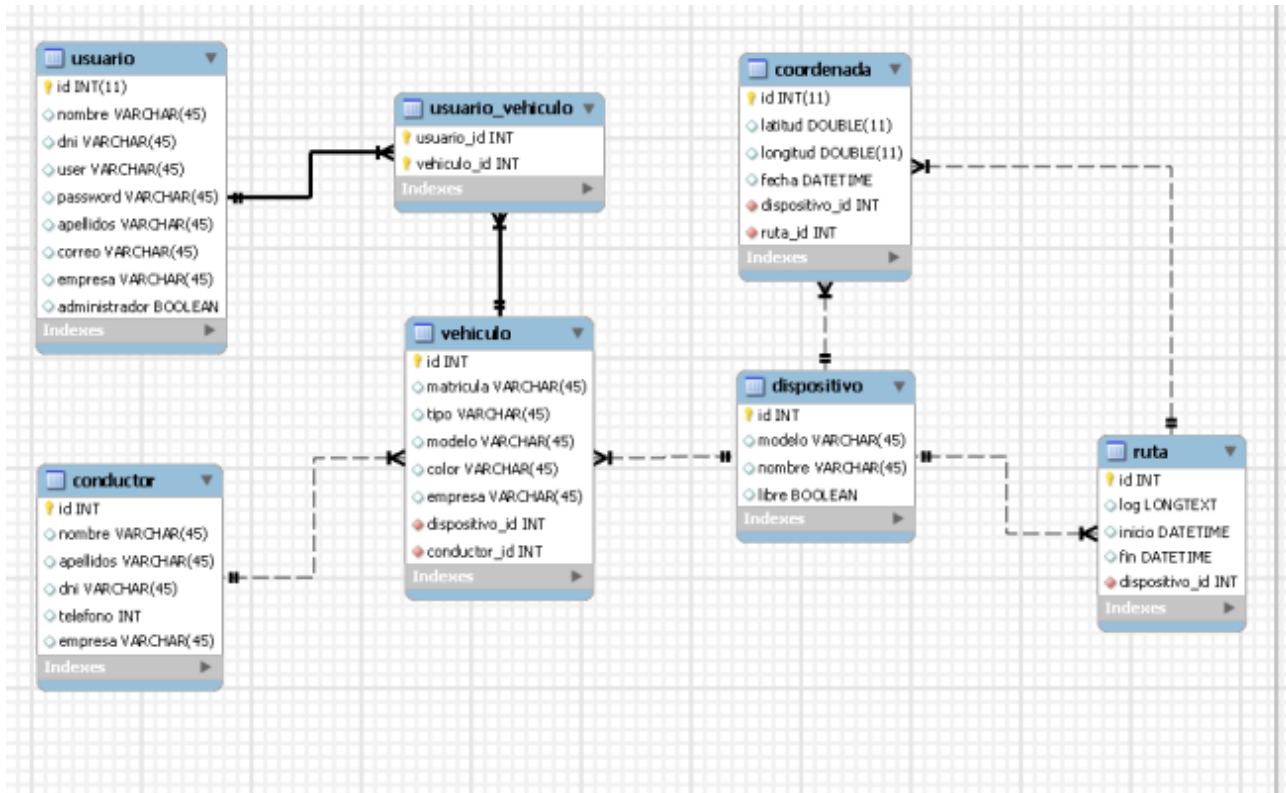 usuario
id INT(11)
nombre VARCHAR(45)
dni VARCHAR(45)
user VARCHAR(45)
password VARCHAR(45)
apellidos VARCHAR(45)
correo VARCHAR(45)
empresa VARCHAR(45)
administrador BOOLEAN
Indexes
usuario_vehiculo
usuario_id INT
vehiculo_id INT
Indexes
coordenada
id INT(11)
latitud DOUBLE(11)
longitud DOUBLE(11)
fecha DATETIME
dispositivo_id INT
ruta_id INT
Indexes
vehiculo
id INT
matricula VARCHAR(45)
tipo VARCHAR(45)
modelo VARCHAR(45)
color VARCHAR(45)
empresa VARCHAR(45)
dispositivo_id INT
conductor_id INT
Indexes
dispositivo
id INT
modelo VARCHAR(45)
nombre VARCHAR(45)
libre BOOLEAN
Indexes
conductor
id INT
nombre VARCHAR(45)
apellidos VARCHAR(45)
dni VARCHAR(45)
telefono INT
empresa VARCHAR(45)
Indexes
ruta
id INT
log LONGTEXT
inicio DATETIME
fin DATETIME
dispositivo_id INT
Indexes